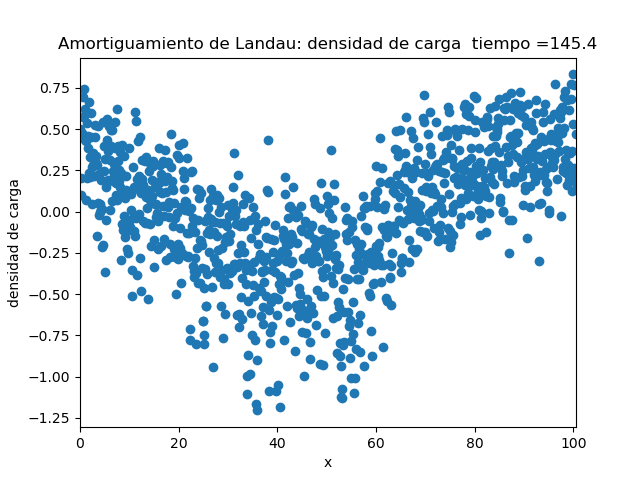 Amortiguamiento de Landau: densidad de carga  tiempo =145.4
0.75
0.50
0.25
0.00
−0.25
−0.50
−0.75
−1.00
−1.25
densidad de carga
0 20 40 60 80 100
x